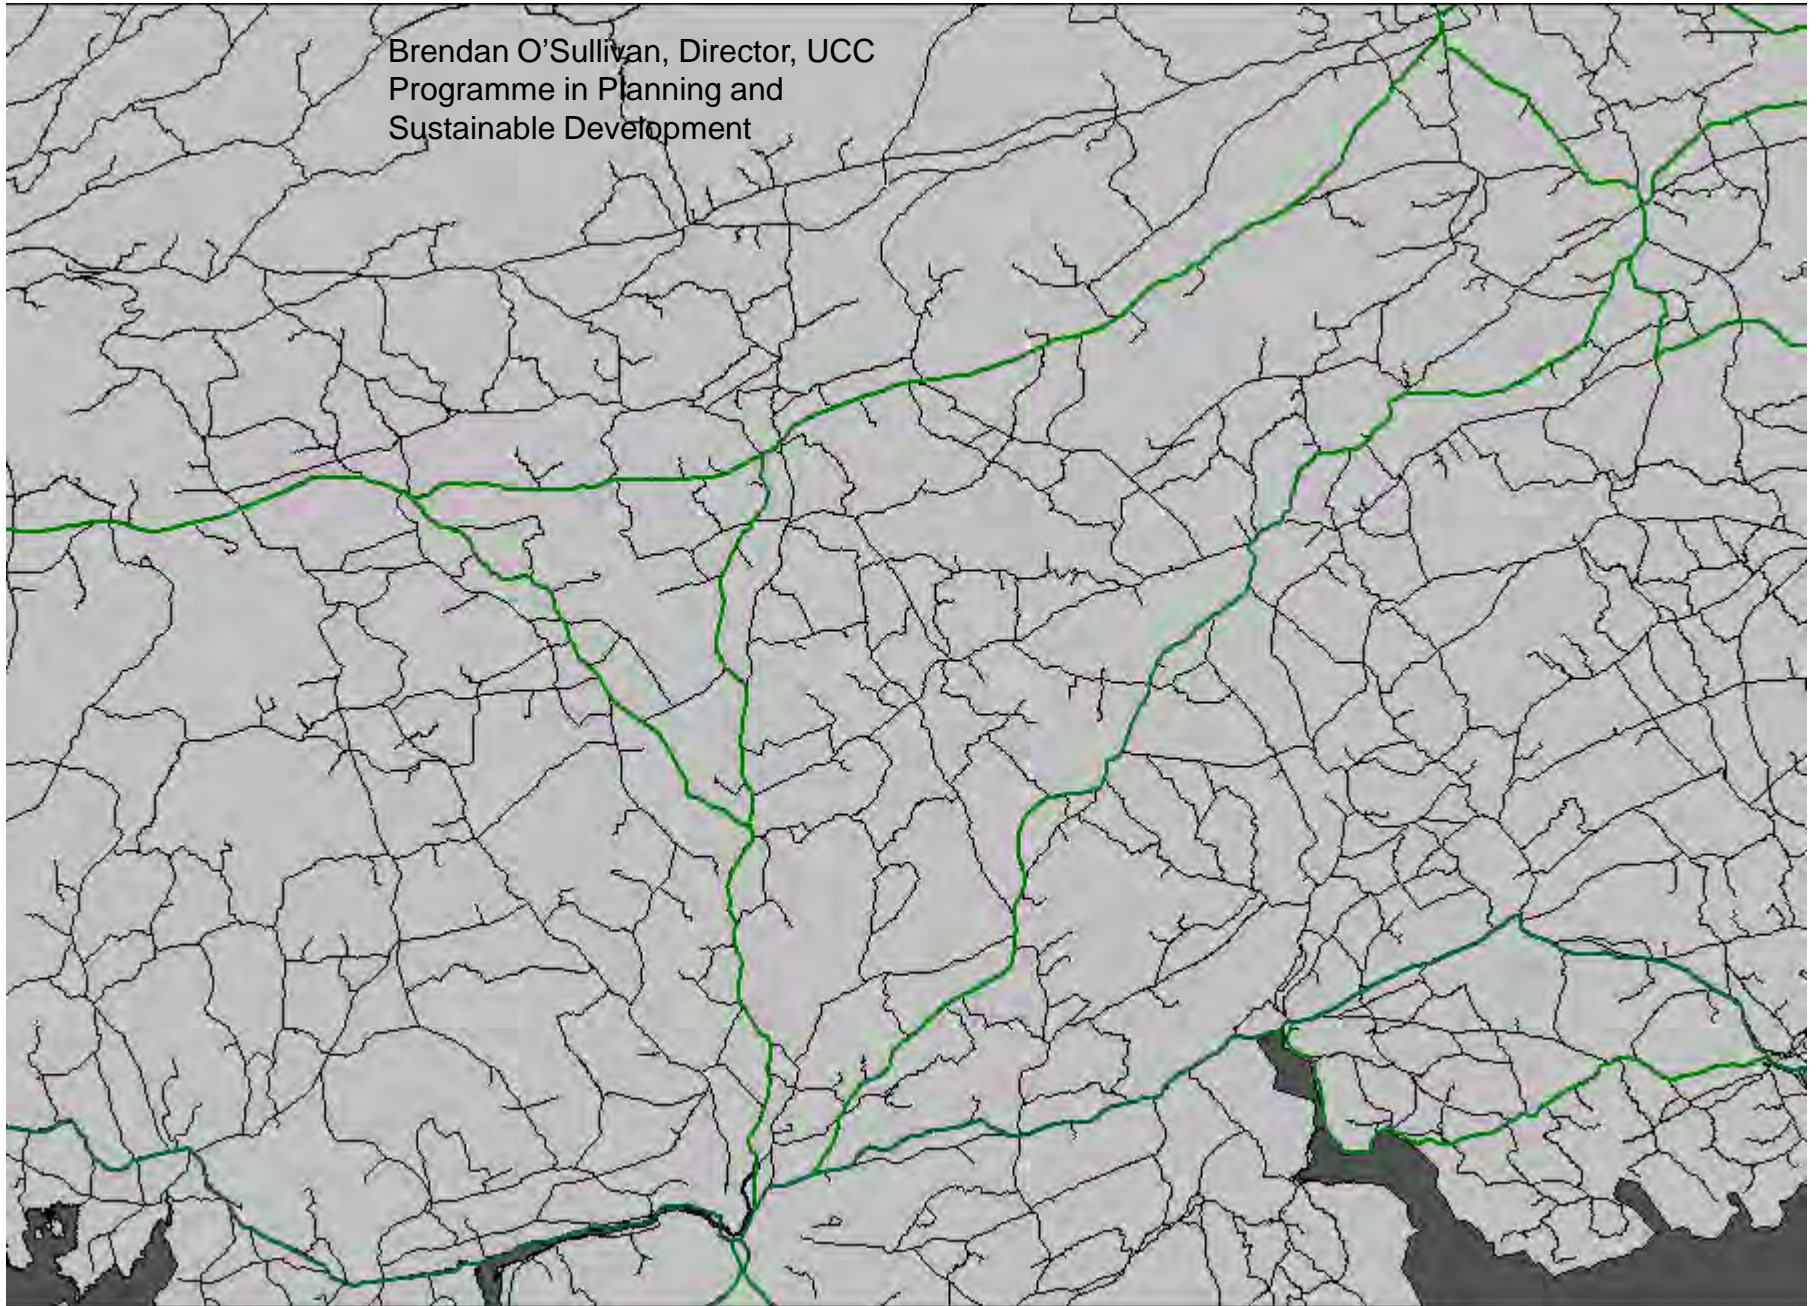 Brendan O’Sullivan, Director, UCC
Programme in Planning and
Sustainable Development